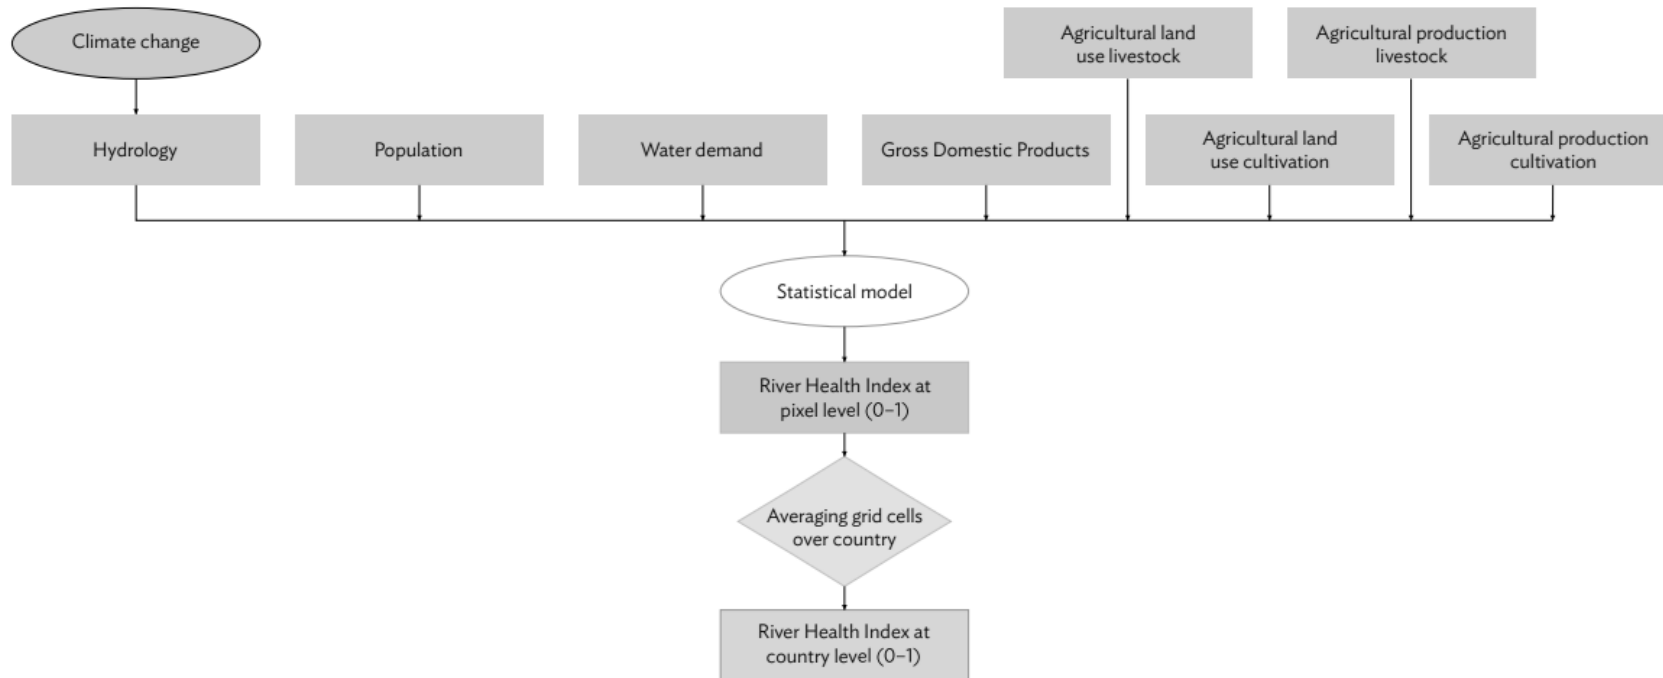 Climate change
Agricultural land
use livestock
Agricultural production
livestock
Hydrology
Population
Water demand
Gross Domestic Products
Agricultural land
use cultivation
Agricultural production
cultivation
Statistical model
River Health Index at
pixel level (0–1)
Averaging grid cells
over country
River Health Index at
country level (0–1)